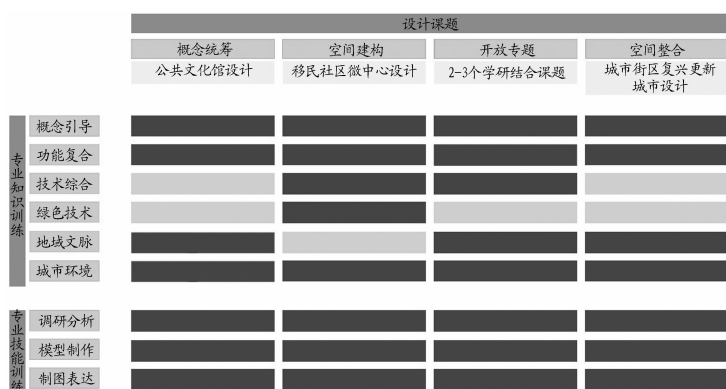 设计课题
概念统筹
空间建构
开放专题
空间整合
公共文化馆设计
移民社区微中心设计
2-3个学研结合课题
城市街区复兴更新
城市设计
专业知识训练
概念引导
功能复合
技术综合
绿色技术
地域文脉
城市环境
专业技能训练
调研分析
模型制作
制图表达